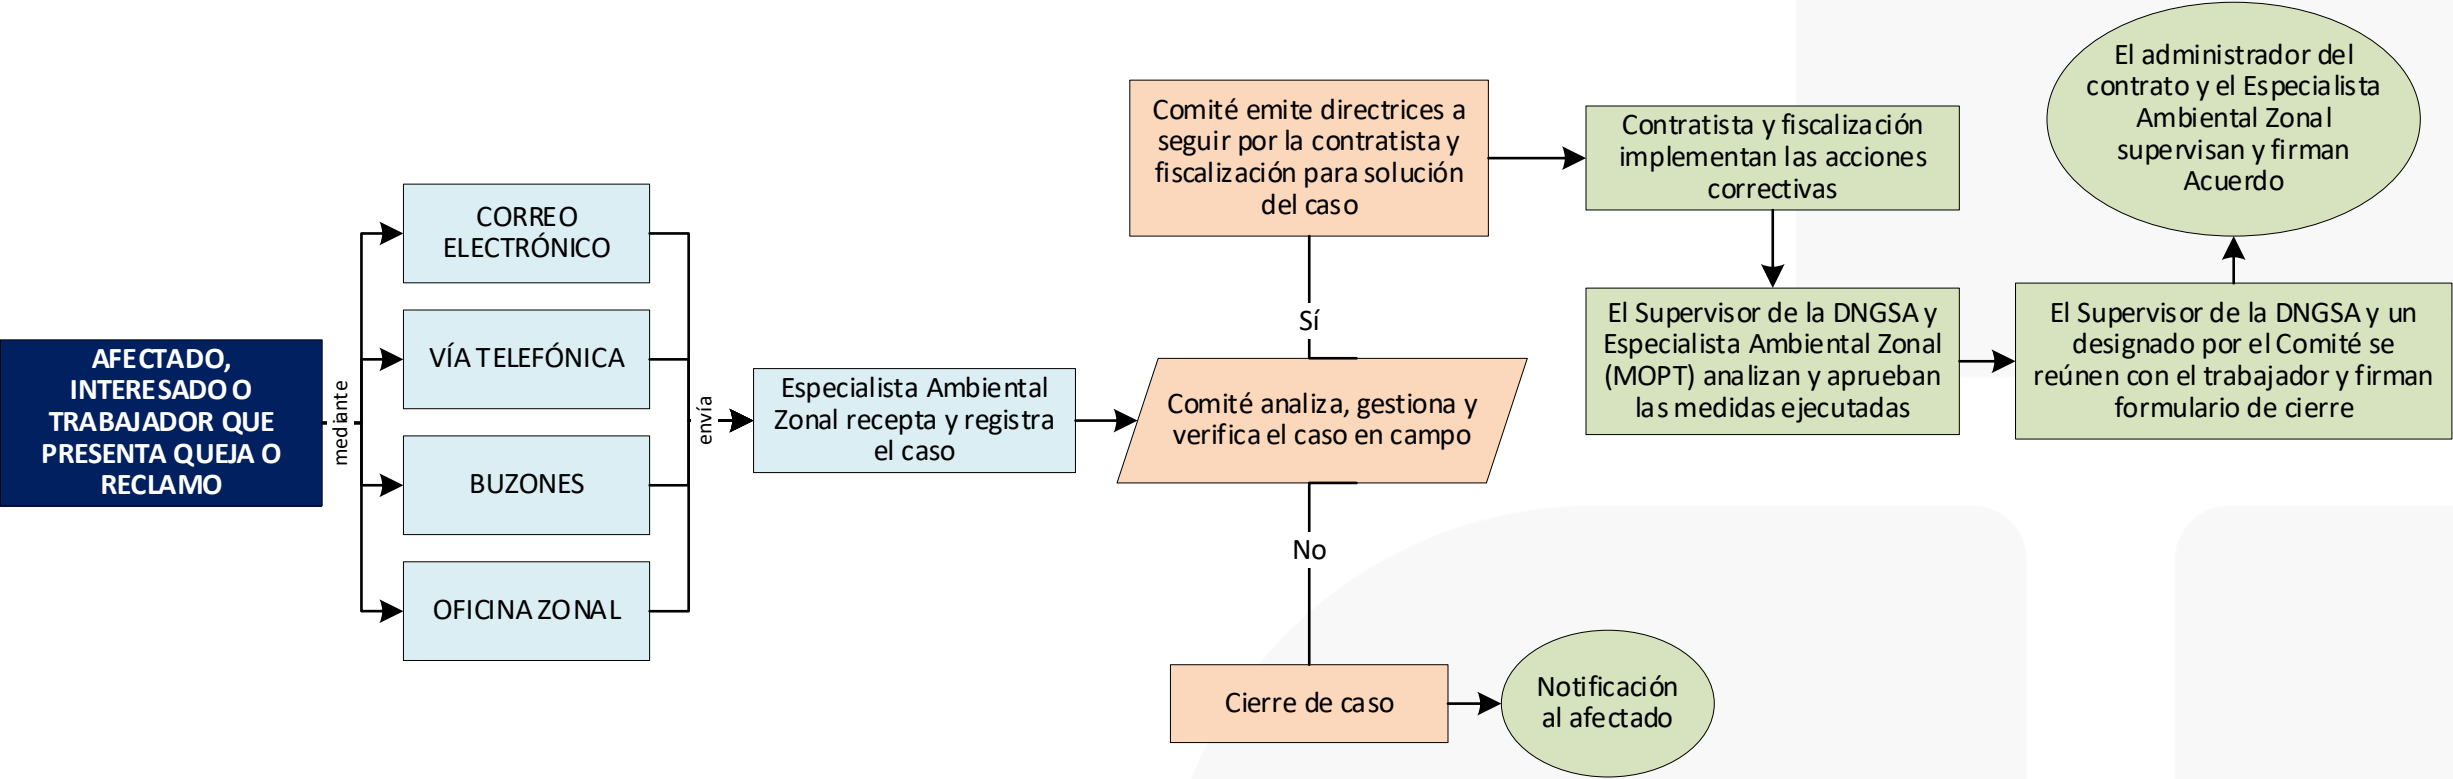 AFECTADO,
INTERESADO O
TRABAJADOR QUE
PRESENTA QUEJA O
RECLAMO
mediante
CORREO
ELECTRÓNICO
VÍA TELEFÓNICA
BUZONES
OFICINA ZONAL
envía
Especialista Ambiental
Zonal recepta y registra
el caso
Comité analiza, gestiona y
verifica el caso en campo
Sí
Comité emite directrices a
seguir por la contratista y
fiscalización para solución
del caso
Contratista y fiscalización
implementan las acciones
correctivas
El Supervisor de la DNGSA y
Especialista Ambiental Zonal
(MOPT) analizan y aprueban
las medidas ejecutadas
El Supervisor de la DNGSA y un
designado por el Comité se
reúnen con el trabajador y firman
formulario de cierre
El administrador del
contrato y el Especialista
Ambiental Zonal
supervisan y firman
Acuerdo
No
Cierre de caso
Notificación
al afectado